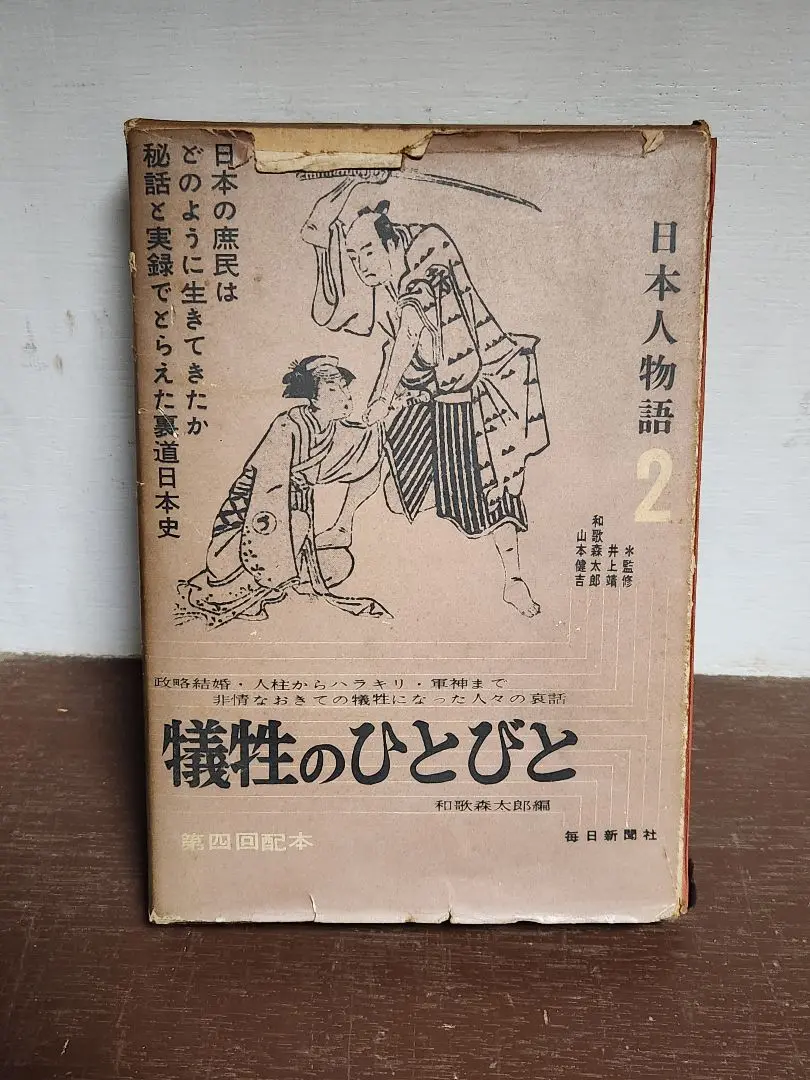 日本人物語
2
＊監修
井上靖
和歌森太郎
山本健吉
日本の庶民は
どのように生きてきたか
秘話と実録でとらえた裏道日本史
政略結婚・人柱からハラキリ・軍神まで
非情なおきての犠牲になった人々の哀話
犠牲のひとびと
和歌森太郎編
第四回配本
毎日新聞社